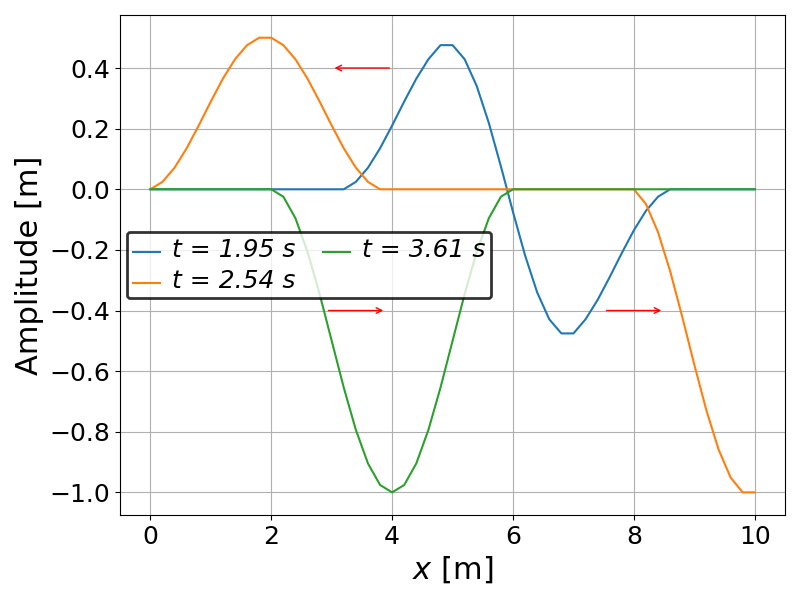 Amplitude [m]
0.4
0.2
0.0
−0.2
−0.4
−0.6
−0.8
−1.0
t = 1.95 s
t = 2.54 s
t = 3.61 s
0 2 4 6 8 10
x [m]